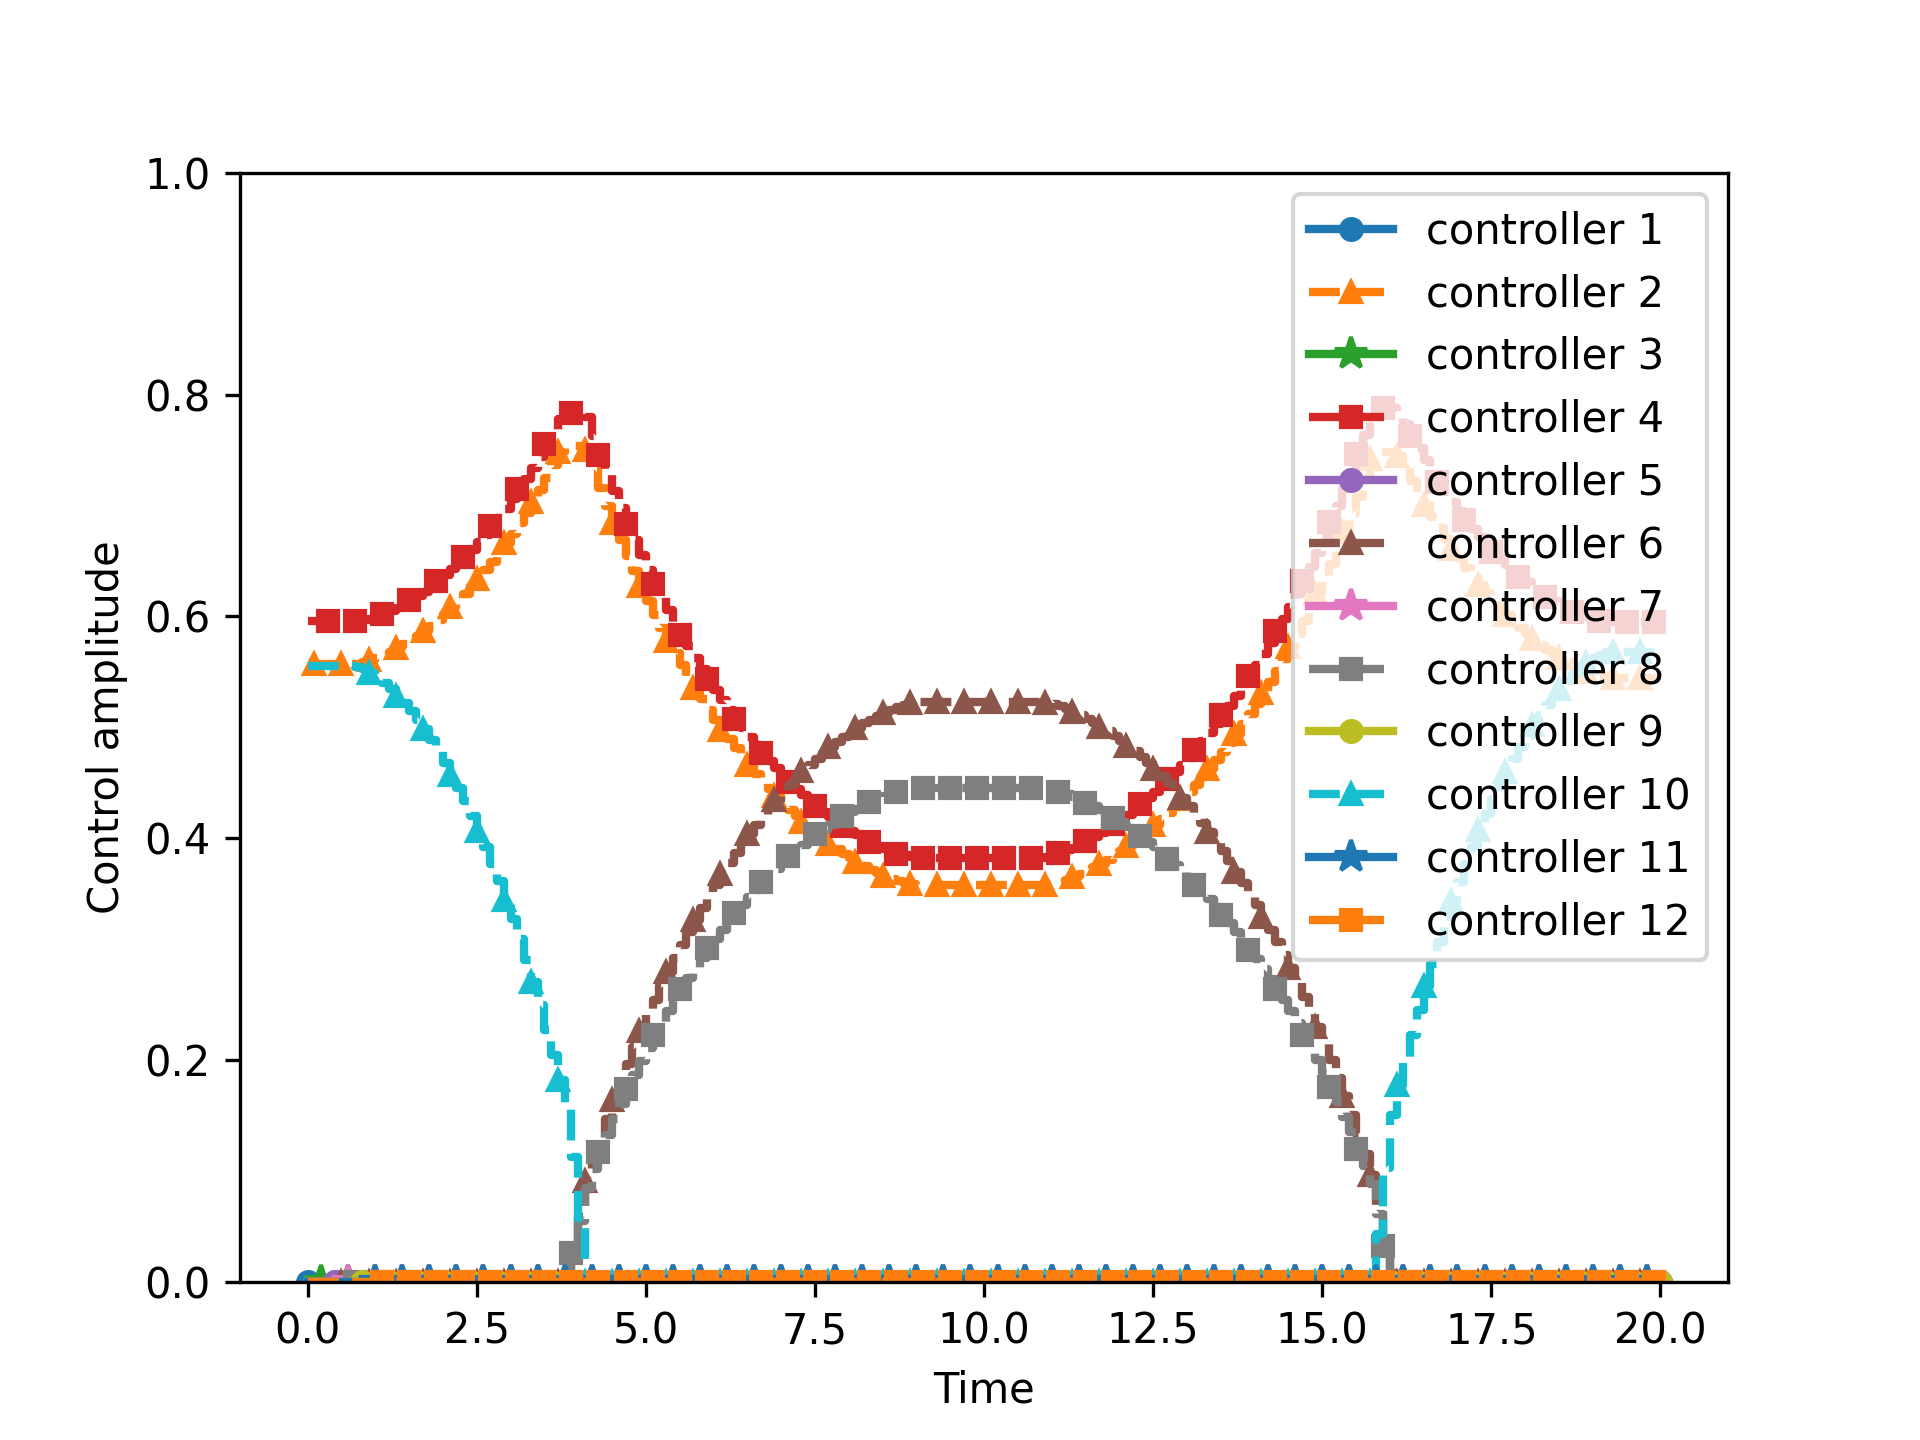 1.0
0.8
0.6
0.4
0.2
0.0
Control amplitude
0.0 2.5 5.0 7.5 10.0 12.5 15.0 17.5 20.0
Time
controller 1
controller 2
controller 3
controller 4
controller 5
controller 6
controller 7
controller 8
controller 9
controller 10
controller 11
controller 12